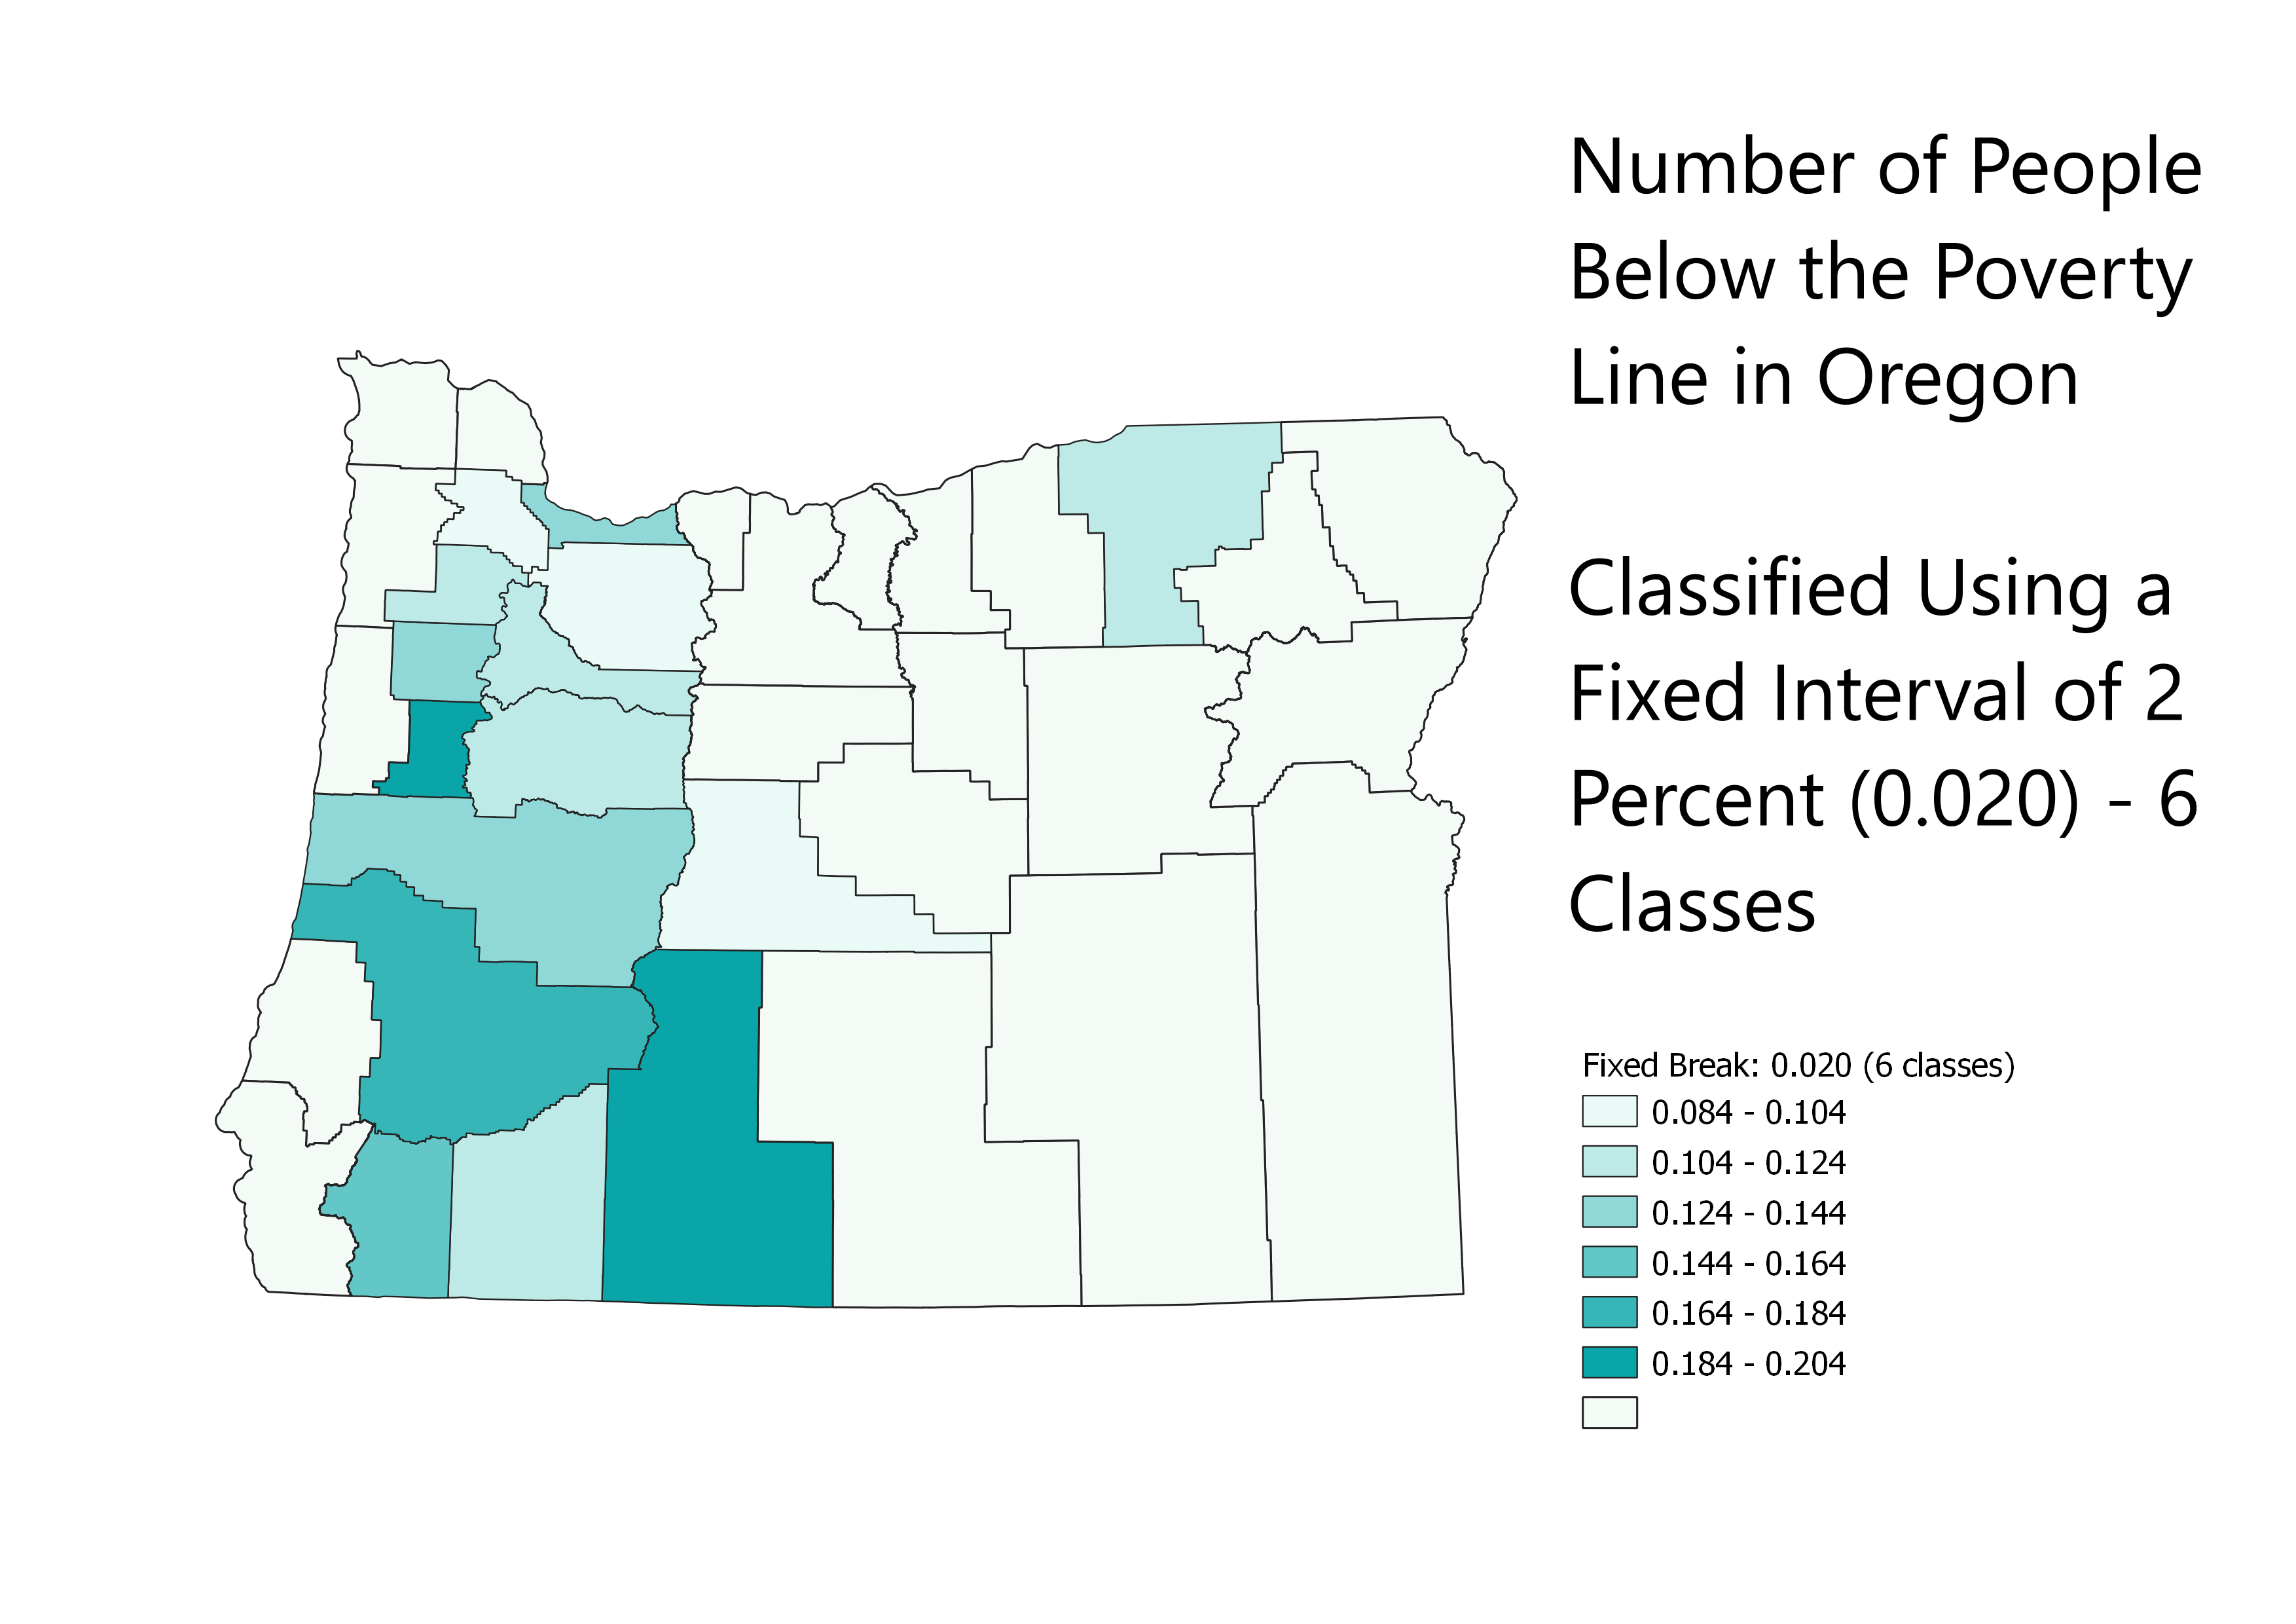 Number of People
Below the Poverty
Line in Oregon
Classified Using a
Fixed Interval of 2
Percent (0.020) - 6
Classes
Fixed Break: 0.020 (6 classes)
0.084 - 0.104
0.104 - 0.124
0.124 - 0.144
0.144 - 0.164
0.164 - 0.184
0.184 - 0.204